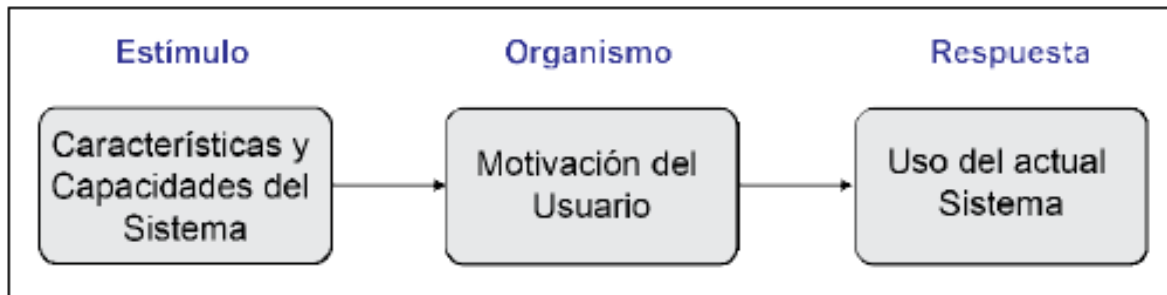 Estímulo
Organismo
Respuesta
Características y
Capacidades del
Sistema
Motivación del
Usuario
Uso del actual
Sistema